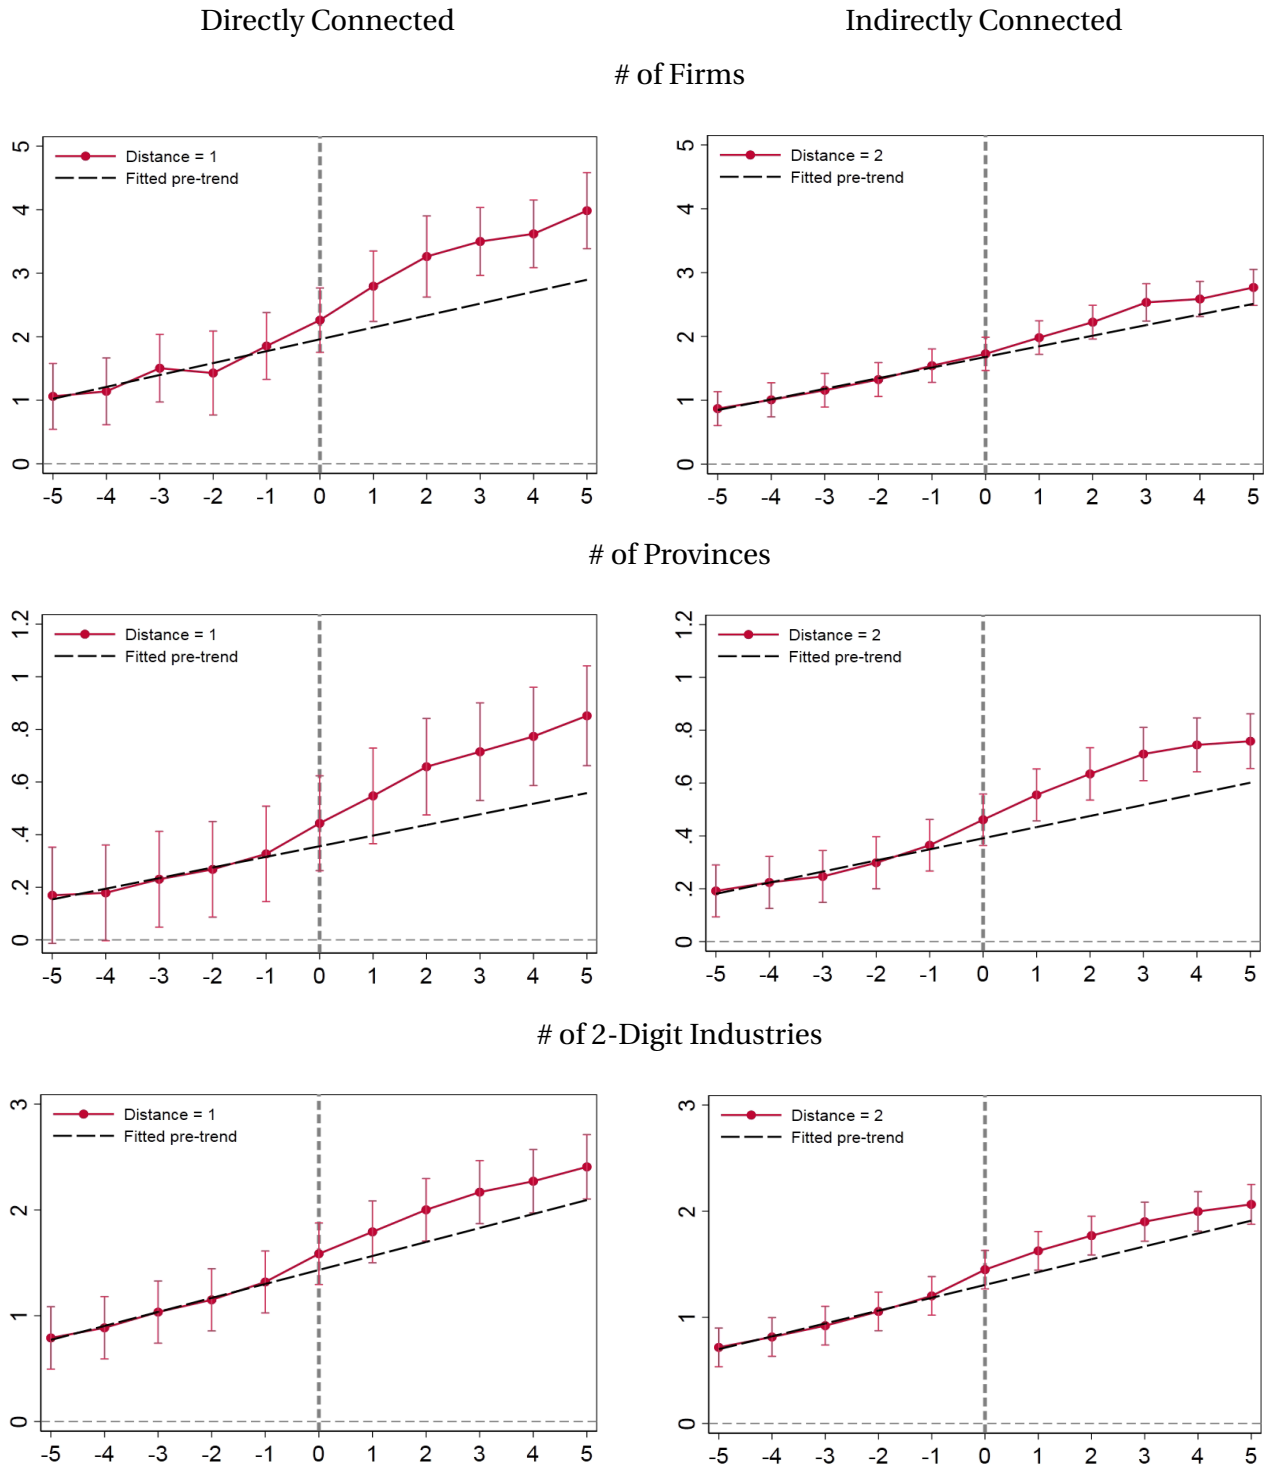 Directly Connected
Indirectly Connected
# of Firms
Distance = 1
Fitted pre-trend
0 1 2 3 4 5
-5 -4 -3 -2 -1 0 1 2 3 4 5
Distance = 2
Fitted pre-trend
0 1 2 3 4 5
-5 -4 -3 -2 -1 0 1 2 3 4 5
# of Provinces
Distance = 1
Fitted pre-trend
0 .2 .4 .6 .8 1 1.2
-5 -4 -3 -2 -1 0 1 2 3 4 5
Distance = 2
Fitted pre-trend
0 .2 .4 .6 .8 1 1.2
-5 -4 -3 -2 -1 0 1 2 3 4 5
# of 2-Digit Industries
Distance = 1
Fitted pre-trend
0 1 2 3
-5 -4 -3 -2 -1 0 1 2 3 4 5
Distance = 2
Fitted pre-trend
0 1 2 3
-5 -4 -3 -2 -1 0 1 2 3 4 5